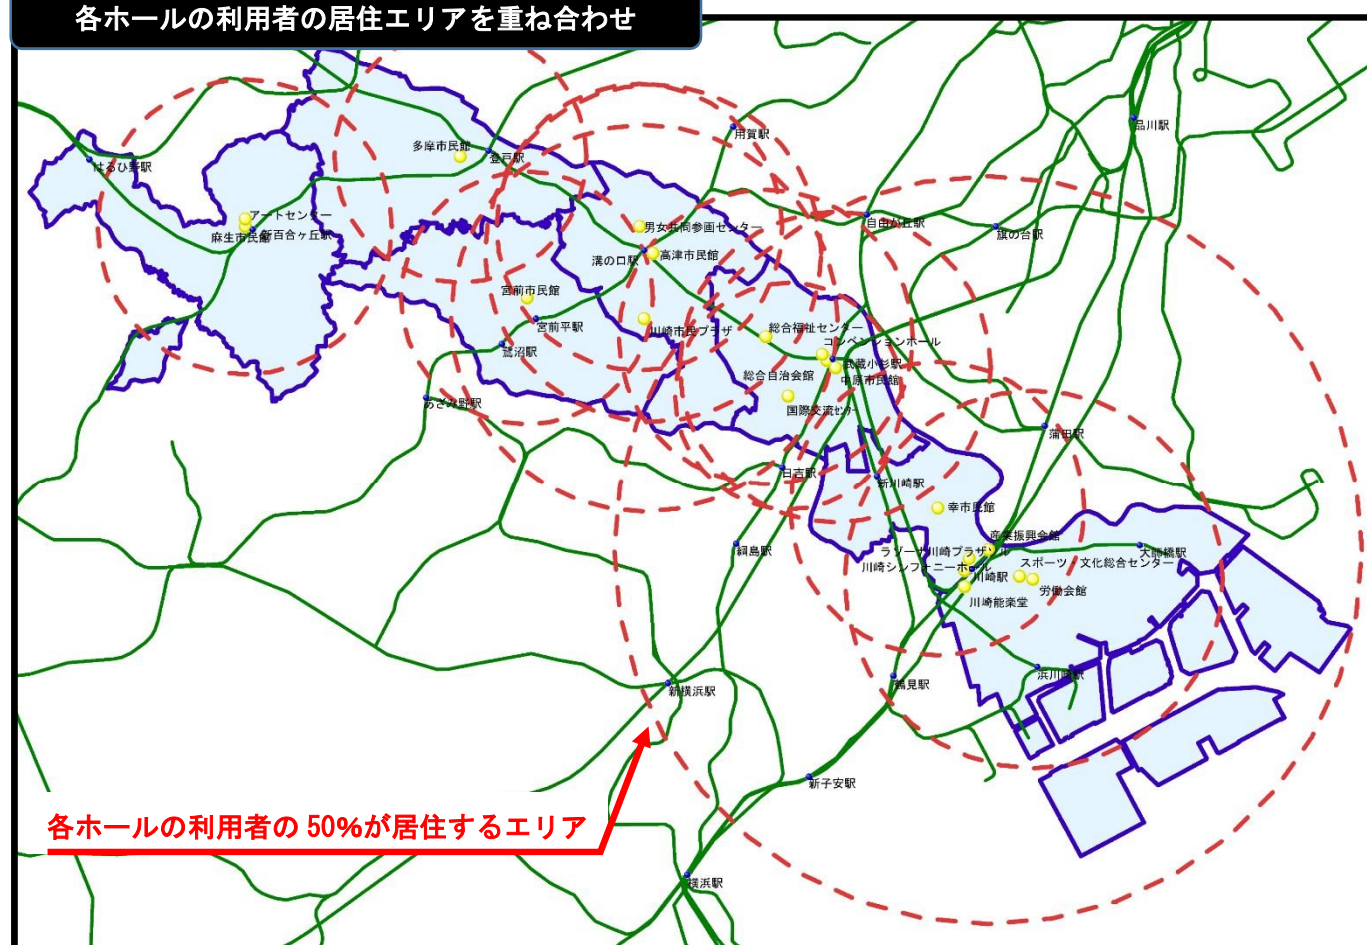 各ホールの利用者の居住エリアを重ね合わせ
品川駅
用賀駅
多摩市民館
登戸駅
はるひ野駅
アートセンター
麻生市民館
新百合ヶ丘駅
男女共同参画センター
自由が丘駅
旗の台駅
溝の口駅
高津市民館
宮前市民館
宮前平駅
川崎市民プラザ
総合福祉センター
コンベンションホール
鷺沼駅
武蔵小杉駅
総合自治会館
中原市民館
あざみ野駅
国際交流センター
蒲田駅
日吉駅
新川崎駅
幸市民館
産業振興会館
綱島駅
ラゾーナ川崎プラザソル
大師橋駅
川崎シンフォニーホール
スポーツ・文化総合センター
川崎駅
労働会館
川崎能楽堂
浜川崎駅
新横浜駅
鶴見駅
新子安駅
各ホールの利用者の 50%が居住するエリア
横浜駅